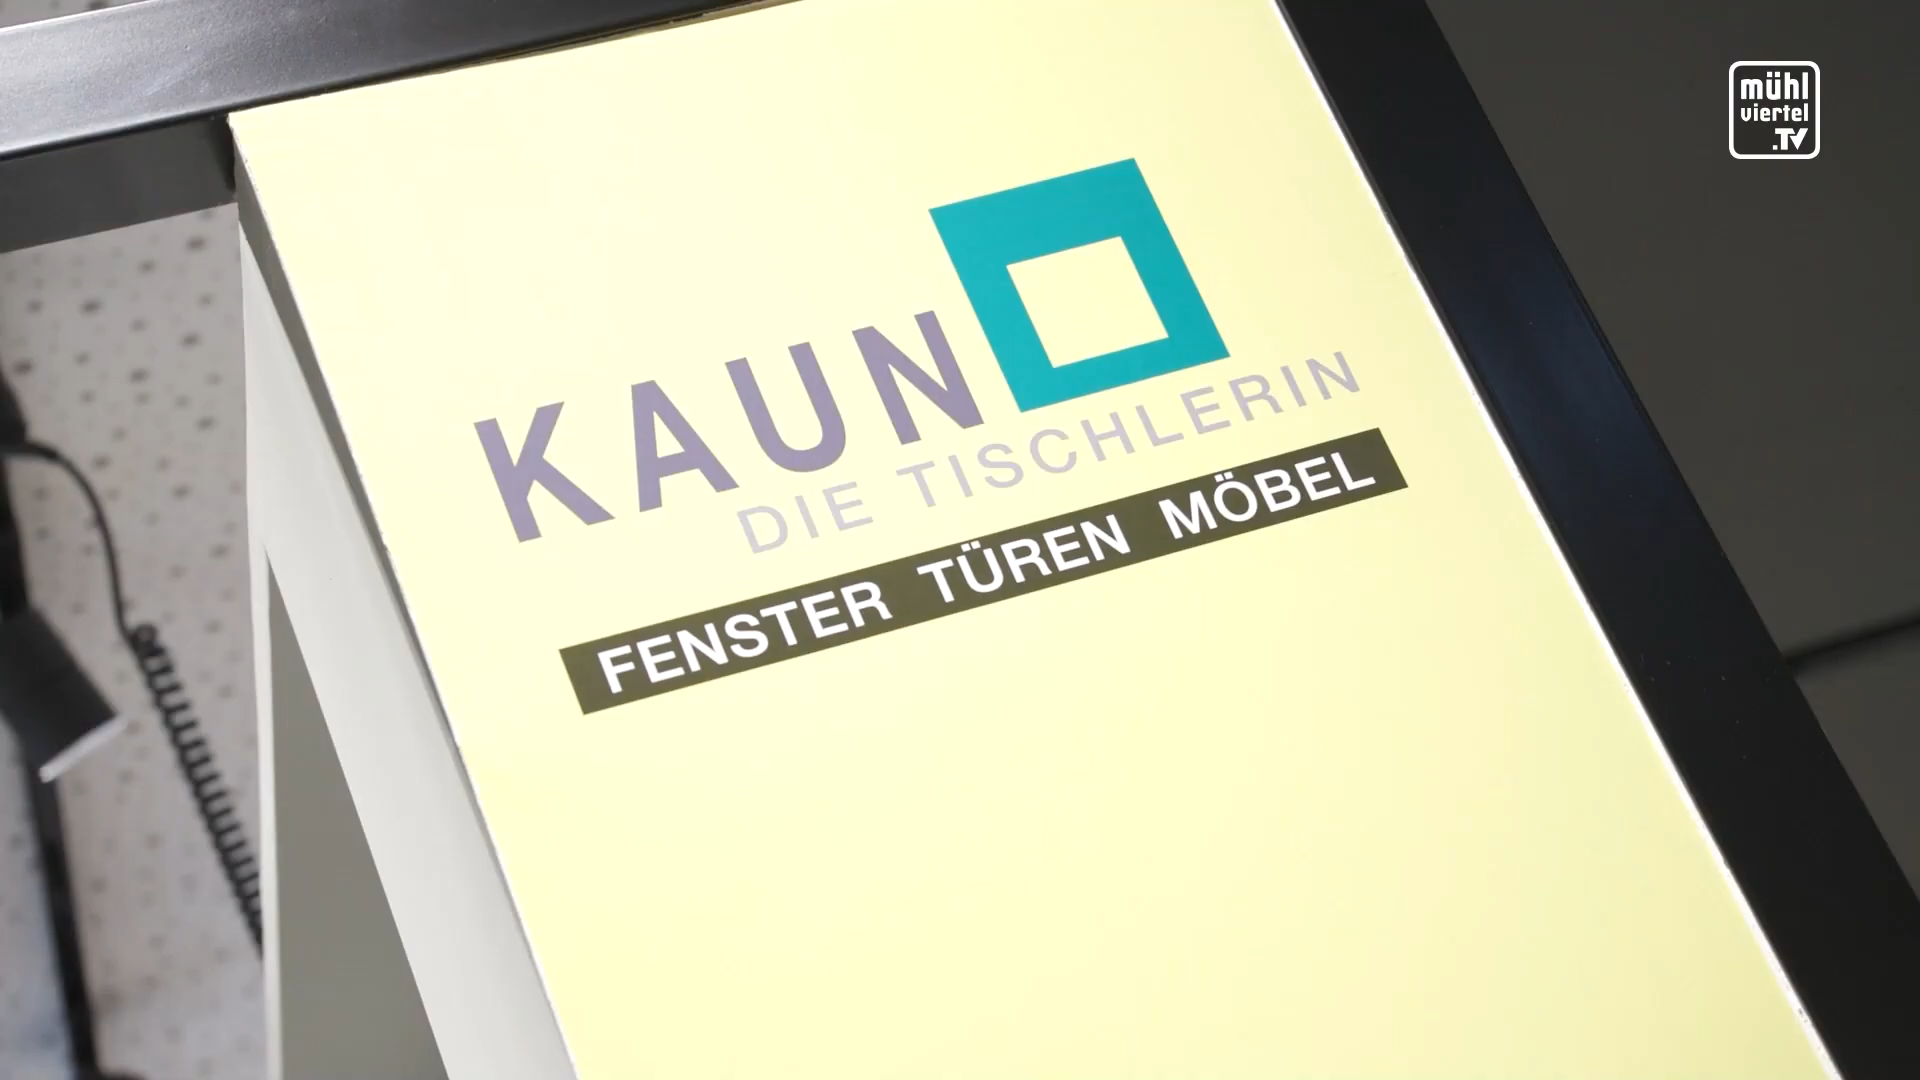 KAUN
DIE TISCHLERIN
FENSTER TÜREN MÖBEL
mühl
viertel
.TV